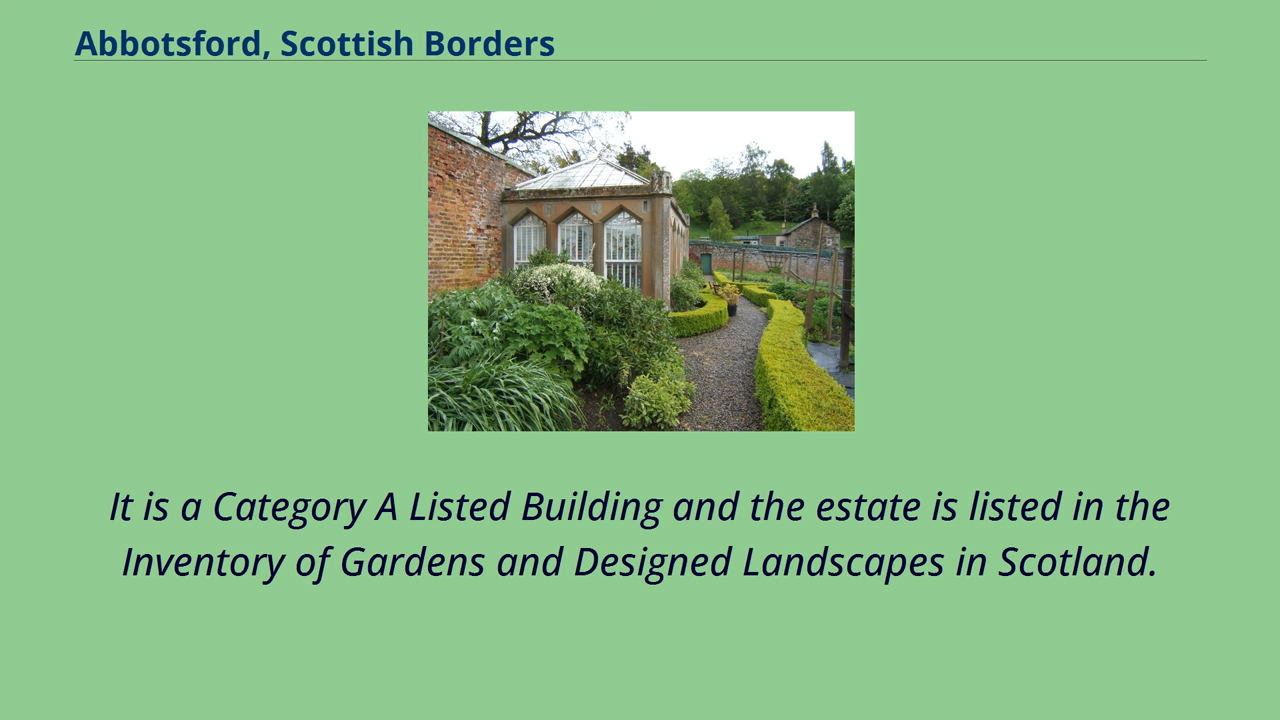 Abbotsford, Scottish Borders
It is a Category A Listed Building and the estate is listed in the
Inventory of Gardens and Designed Landscapes in Scotland.